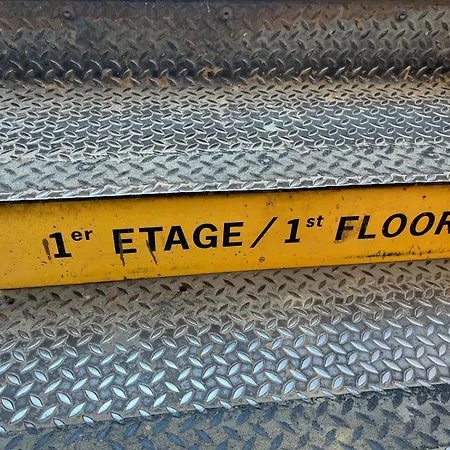 1er ETAGE / 1st FLOOR